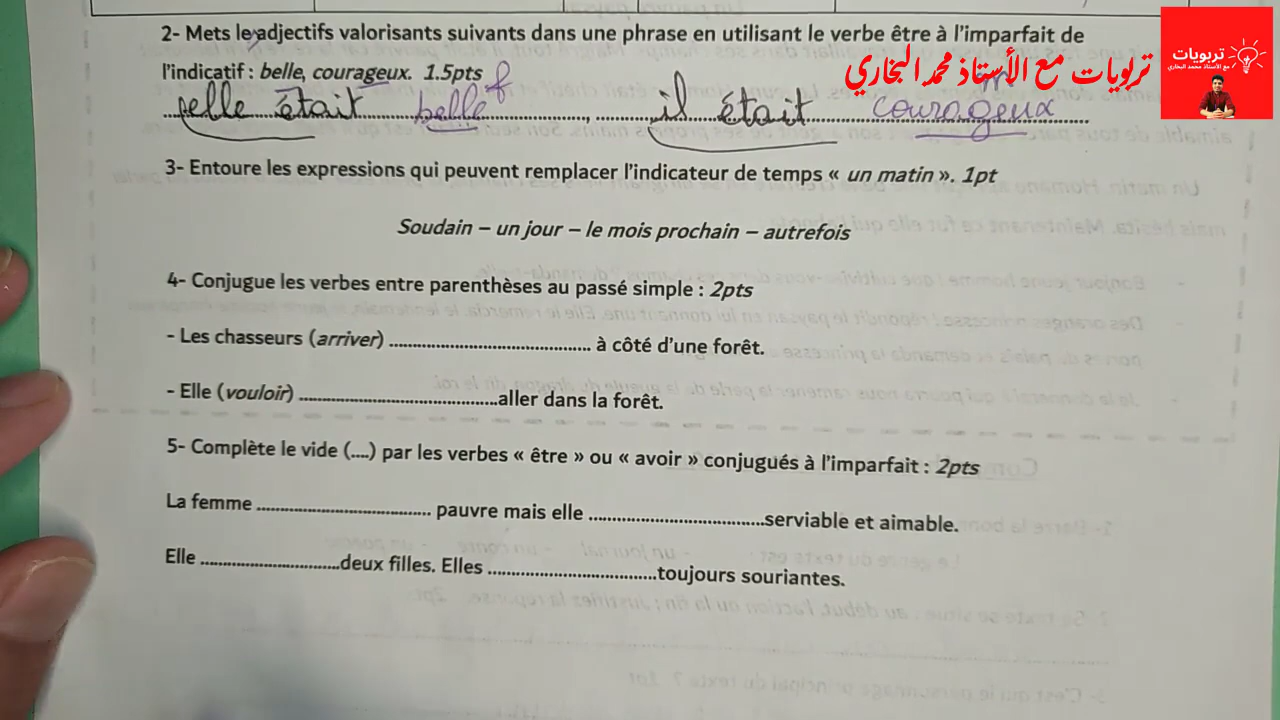 2- Mets le adjectifs valorisants suivants dans une phrase en utilisant le verbe être à l'imparfait de
l'indicatif : belle, courageux. 1.5pts
elle était belle , il était courageux
3- Entoure les expressions qui peuvent remplacer l'indicateur de temps « un matin ». 1pt
Soudain – un jour – le mois prochain – autrefois
4- Conjugue les verbes entre parenthèses au passé simple : 2pts
- Les chasseurs (arriver) ................................................ à côté d'une forêt.
- Elle (vouloir) ...............................................aller dans la forêt.
5- Complète le vide (....) par les verbes « être » ou « avoir » conjugués à l'imparfait : 2pts
La femme ......................................... pauvre mais elle .........................................serviable et aimable.
Elle .................................deux filles. Elles ........................................toujours souriantes.
تربويات مع الأستاذ محمد البخاري
تربويات
مع الأستاذ محمد البخاري